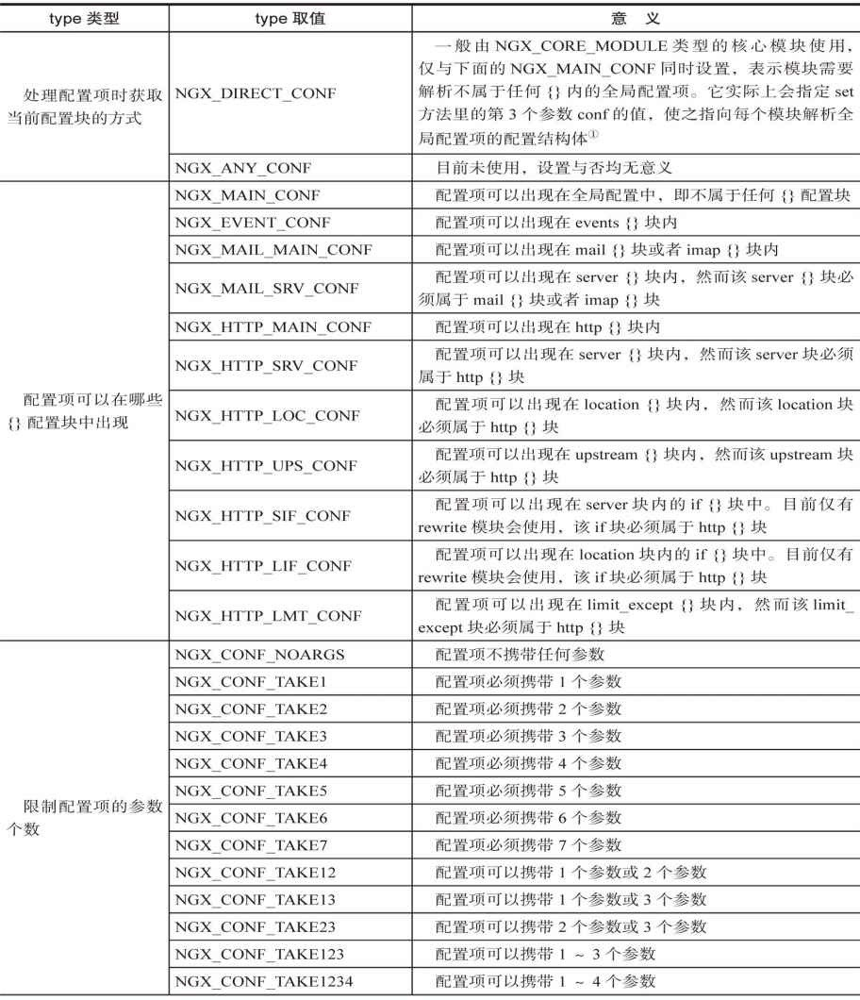 type 类型 type 取值 意 义
处理配置项时获取
当前配置块的方式
NGX_DIRECT_CONF
一般由 NGX_CORE_MODULE 类型的核心模块使用，
仅与下面的 NGX_MAIN_CONF 同时设置，表示模块需要
解析不属于任何 {} 内的全局配置项。它实际上会指定 set
方法里的第 3 个参数 conf 的值，使之指向每个模块解析全
局配置项的配置结构体①
NGX_ANY_CONF 目前未使用，设置与否均无意义
配置项可以在哪些
{} 配置块中出现
NGX_MAIN_CONF 配置项可以出现在全局配置中，即不属于任何 {} 配置块
NGX_EVENT_CONF 配置项可以出现在 events {} 块内
NGX_MAIL_MAIN_CONF 配置项可以出现在 mail {} 块或者 imap {} 块内
NGX_MAIL_SRV_CONF
配置项可以出现在 server {} 块内，然而该 server {} 块必
须属于 mail {} 块或者 imap {} 块
NGX_HTTP_MAIN_CONF 配置项可以出现在 http {} 块内
NGX_HTTP_SRV_CONF
配置项可以出现在 server {} 块内，然而该 server 块必须
属于 http {} 块
NGX_HTTP_LOC_CONF
配置项可以出现在 location {} 块内，然而该 location 块
必须属于 http {} 块
NGX_HTTP_UPS_CONF
配置项可以出现在 upstream {} 块内，然而该 upstream 块
必须属于 http {} 块
NGX_HTTP_SIF_CONF
配置项可以出现在 server 块内的 if {} 块中。目前仅有
rewrite 模块会使用，该 if 块必须属于 http {} 块
NGX_HTTP_LIF_CONF
配置项可以出现在 location 块内的 if {} 块中。目前仅有
rewrite 模块会使用，该 if 块必须属于 http {} 块
NGX_HTTP_LMT_CONF
配置项可以出现在 limit_except {} 块内，然而该 limit_
except 块必须属于 http {} 块
限制配置项的参数
个数
NGX_CONF_NOARGS 配置项不携带任何参数
NGX_CONF_TAKE1 配置项必须携带 1 个参数
NGX_CONF_TAKE2 配置项必须携带 2 个参数
NGX_CONF_TAKE3 配置项必须携带 3 个参数
NGX_CONF_TAKE4 配置项必须携带 4 个参数
NGX_CONF_TAKE5 配置项必须携带 5 个参数
NGX_CONF_TAKE6 配置项必须携带 6 个参数
NGX_CONF_TAKE7 配置项必须携带 7 个参数
NGX_CONF_TAKE12 配置项可以携带 1 个参数或 2 个参数
NGX_CONF_TAKE13 配置项可以携带 1 个参数或 3 个参数
NGX_CONF_TAKE23 配置项可以携带 2 个参数或 3 个参数
NGX_CONF_TAKE123 配置项可以携带 1 ~ 3 个参数
NGX_CONF_TAKE1234 配置项可以携带 1 ~ 4 个参数